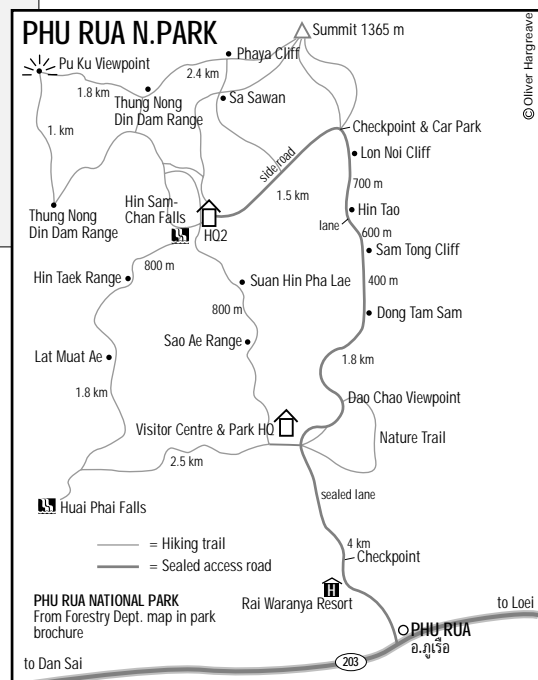 PHU RUA N.PARK
Summit 1365 m
© Oliver Hargreave
Phaya Cliff
Pu Ku Viewpoint
2.4 km
1.8 km
Thung Nong
Din Dam Range
Sa Sawan
1. km
Checkpoint & Car Park
Lon Noi Cliff
side road
700 m
1.5 km
Hin Sam-
Chan Falls
Thung Nong
Din Dam Range
Hin Tao
lane
600 m
HQ2
Sam Tong Cliff
800 m
Hin Taek Range
Suan Hin Pha Lae
400 m
800 m
Dong Tam Sam
Sao Ae Range
Lat Muat Ae
1.8 km
1.8 km
Dao Chao Viewpoint
Visitor Centre & Park HQ
Nature Trail
2.5 km
sealed lane
Huai Phai Falls
4 km
= Hiking trail
Checkpoint
= Sealed access road
H
PHU RUA NATIONAL PARK
From Forestry Dept. map in park
brochure
Rai Waranya Resort
to Loei
PHU RUA
อ.ภูเรือ
to Dan Sai
203